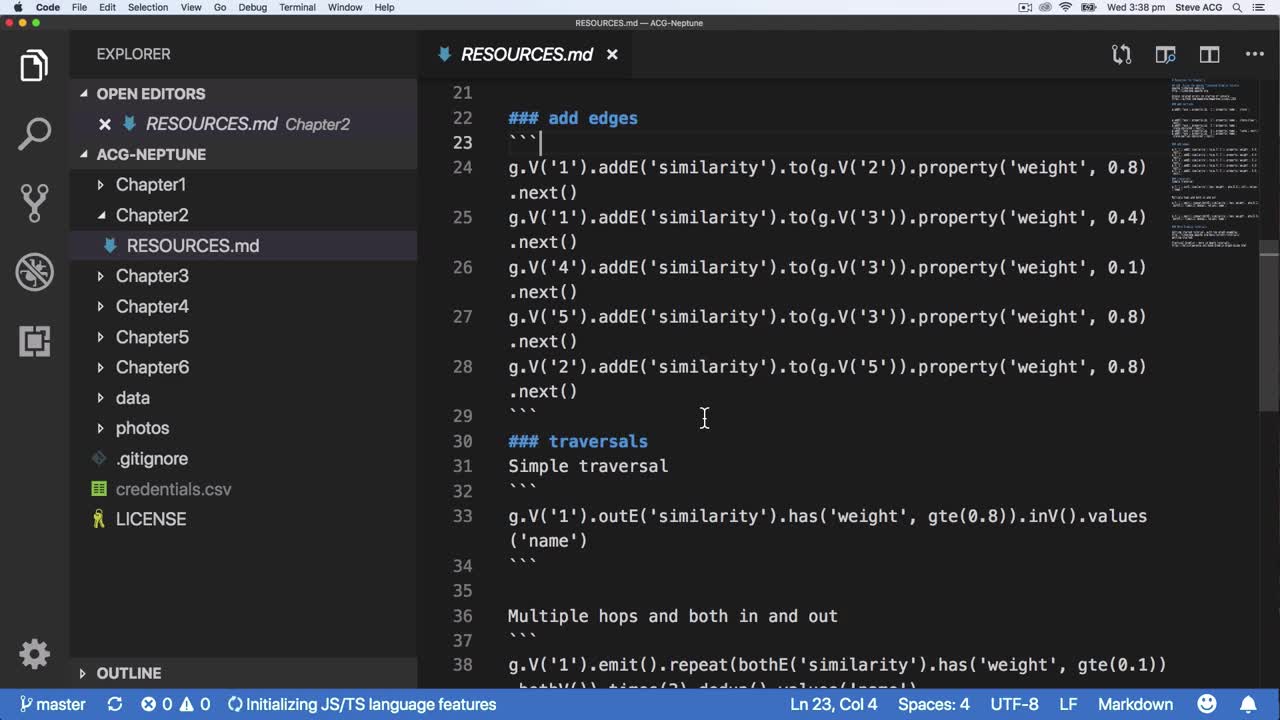 Code File Edit Selection View Go Debug Terminal Window Help Wed 3:38 pm Steve ACG
RESOURCES.md — ACG-Neptune
EXPLORER
OPEN EDITORS
RESOURCES.md Chapter2
ACG-NEPTUNE
Chapter1
Chapter2
RESOURCES.md
Chapter3
Chapter4
Chapter5
Chapter6
data
photos
.gitignore
credentials.csv
LICENSE
OUTLINE
RESOURCES.md
21
22 ### add edges
23 ```
24 g.V('1').addE('similarity').to(g.V('2')).property('weight', 0.8)
.next()
25 g.V('1').addE('similarity').to(g.V('3')).property('weight', 0.4)
.next()
26 g.V('4').addE('similarity').to(g.V('3')).property('weight', 0.1)
.next()
27 g.V('5').addE('similarity').to(g.V('3')).property('weight', 0.8)
.next()
28 g.V('2').addE('similarity').to(g.V('5')).property('weight', 0.8)
.next()
29 ```
30 ### traversals
31 Simple traversal
32 ```
33 g.V('1').outE('similarity').has('weight', gte(0.8)).inV().values
('name')
34 ```
35
36 Multiple hops and both in and out
37 ```
38 g.V('1').emit().repeat(bothE('similarity').has('weight', gte(0.1))
.bothV()).times(2).dedup().values('name')
master 0 0 Initializing JS/TS language features Ln 23, Col 4 Spaces: 4 UTF-8 LF Markdown